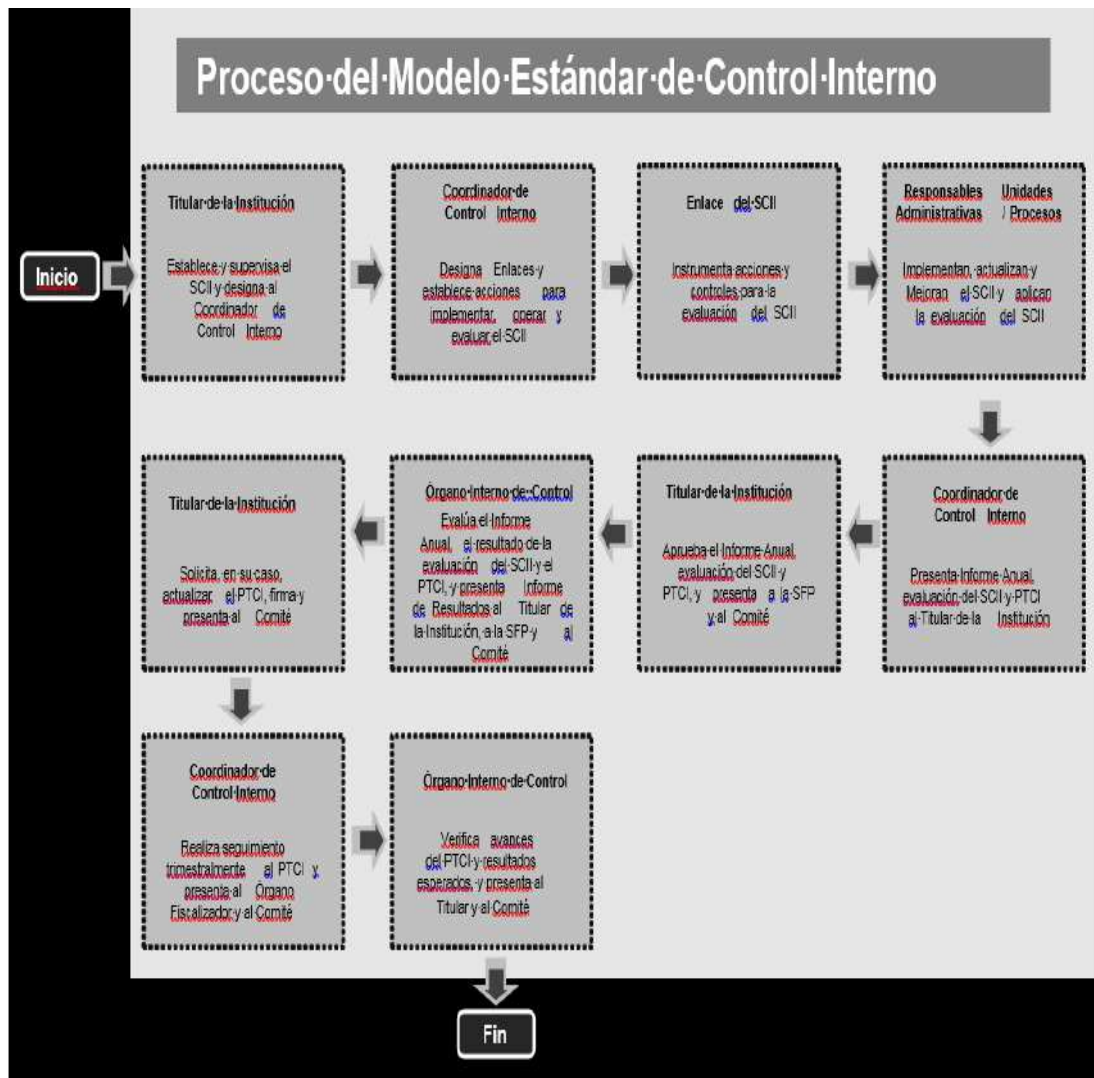 Proceso·del·Modelo·Estándar·de·Control·Interno
Inicio
Titular·de·la·Institución
Establece·y·supervisa·el
SCII·y·designa·al
Coordinador de
Control Interno
Coordinador·de
Control Interno
Designa Enlaces·y
establece·acciones para
implementar, operar y
evaluar·el·SCII
Enlace del·SCII
Instrumenta·acciones·y
controles·para·la
evaluación del SCII
Responsables Unidades
Administrativas / Procesos
Implementan,·actualizan·y
Mejoran el·SCII·y aplican
la evaluación del SCII
Coordinador·de
Control Interno
Presenta·Informe·Anual,
evaluación·del·SCII·y·PTCI
al·Titular·de·la Institución
Titular·de·la·Institución
Aprueba·el·Informe·Anual,
evaluación·del·SCII·y
PTCI,·y presenta a la·SFP
y·al·Comité
Órgano·Interno·de··Control
Evalúa·el·Informe
Anual, el·resultado·de·la
evaluación del·SCII·y·el
PTCI,·y·presenta Informe
de·Resultados·al Titular de
la·Institución,·a·la·SFP·y al
Comité
Titular·de·la·Institución
Solicita,·en·su·caso,
actualizar el·PTCI,·firma·y
presenta·al Comité
Coordinador·de
Control·Interno
Realiza·seguimiento
trimestralmente al PTCI y
presenta·al Órgano
Fiscalizador·y·al·Comité
Órgano·Interno·de·Control
Verifica avances
del·PTCI·y·resultados
esperados,·y·presenta·al
Titular·y·al·Comité
Fin